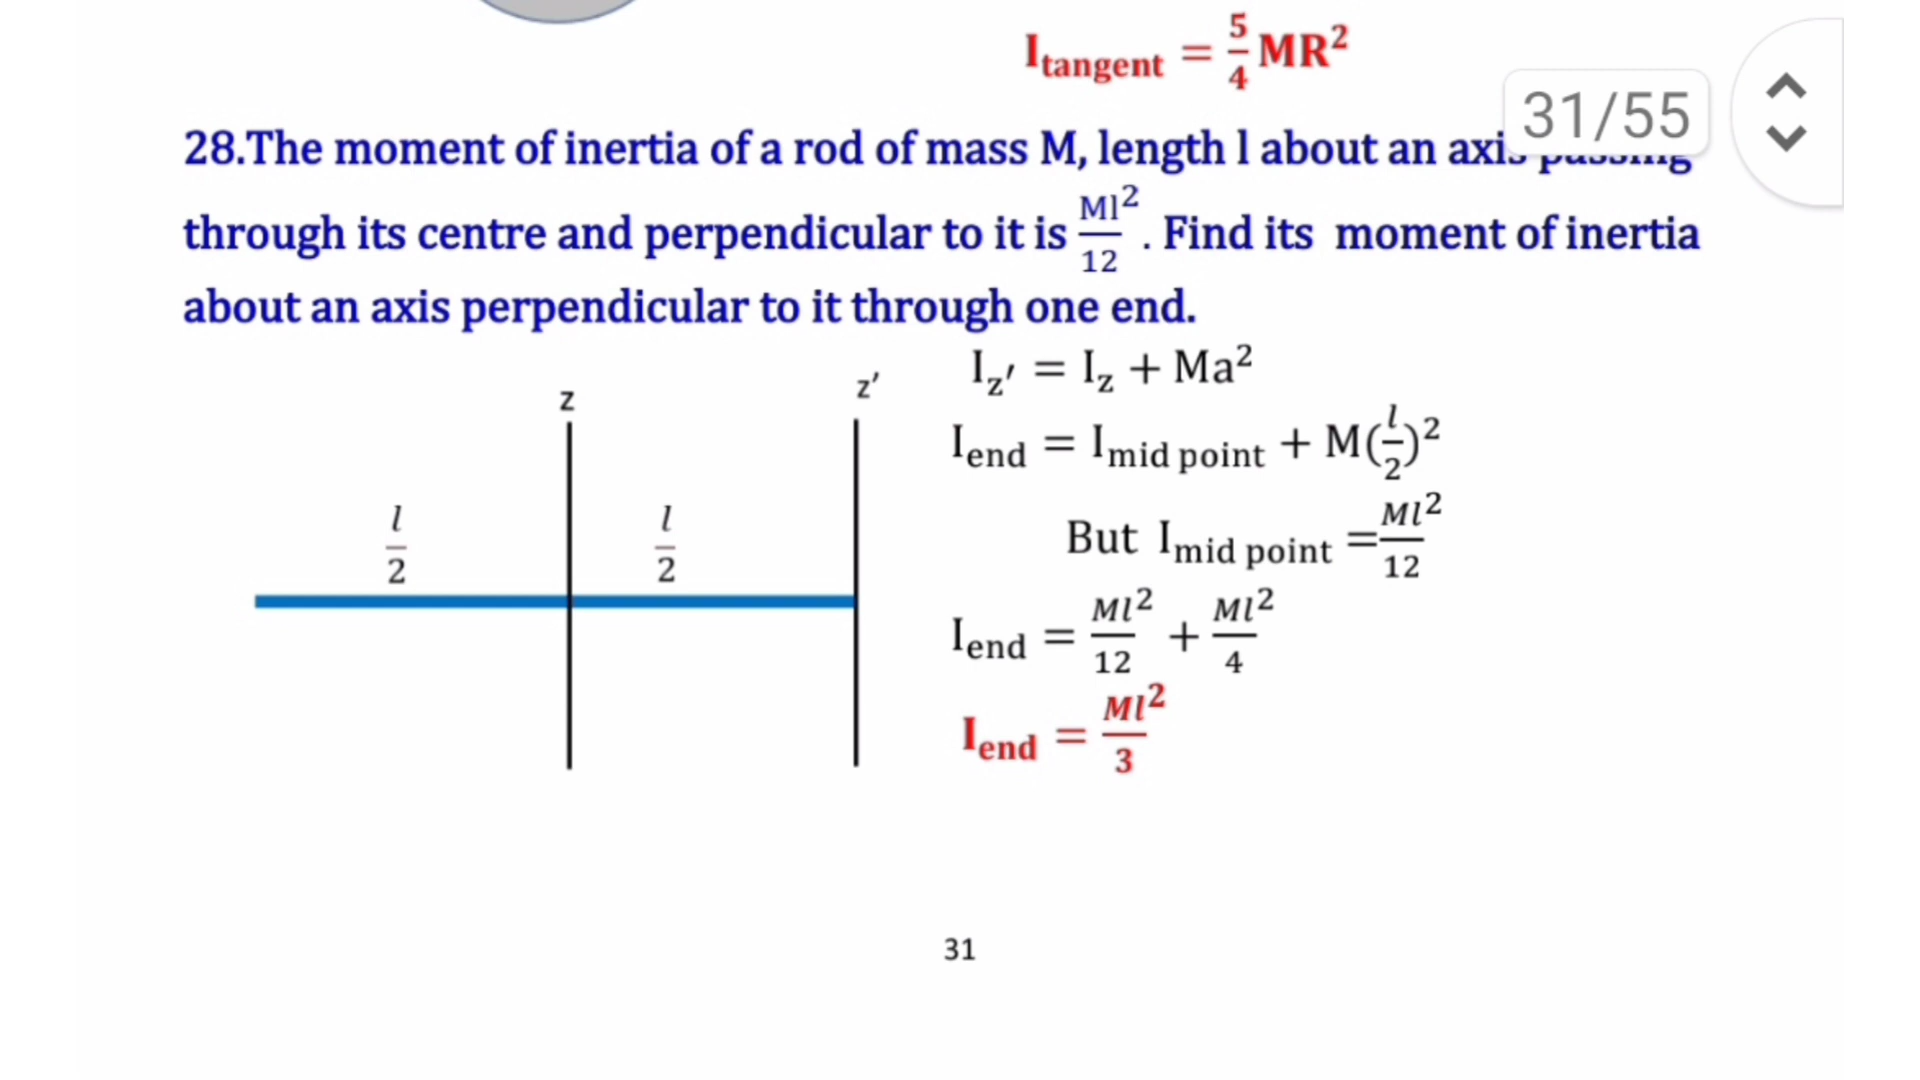 I_tangent = 5/4 MR²
31/55
28.The moment of inertia of a rod of mass M, length l about an axis passing
through its centre and perpendicular to it is Ml²/12 . Find its moment of inertia
about an axis perpendicular to it through one end.
I_z′ = I_z + Ma²
z
z′
I_end = I_mid point + M(l/2)²
l/2
l/2
But I_mid point = Ml²/12
I_end = Ml²/12 + Ml²/4
I_end = Ml²/3
31